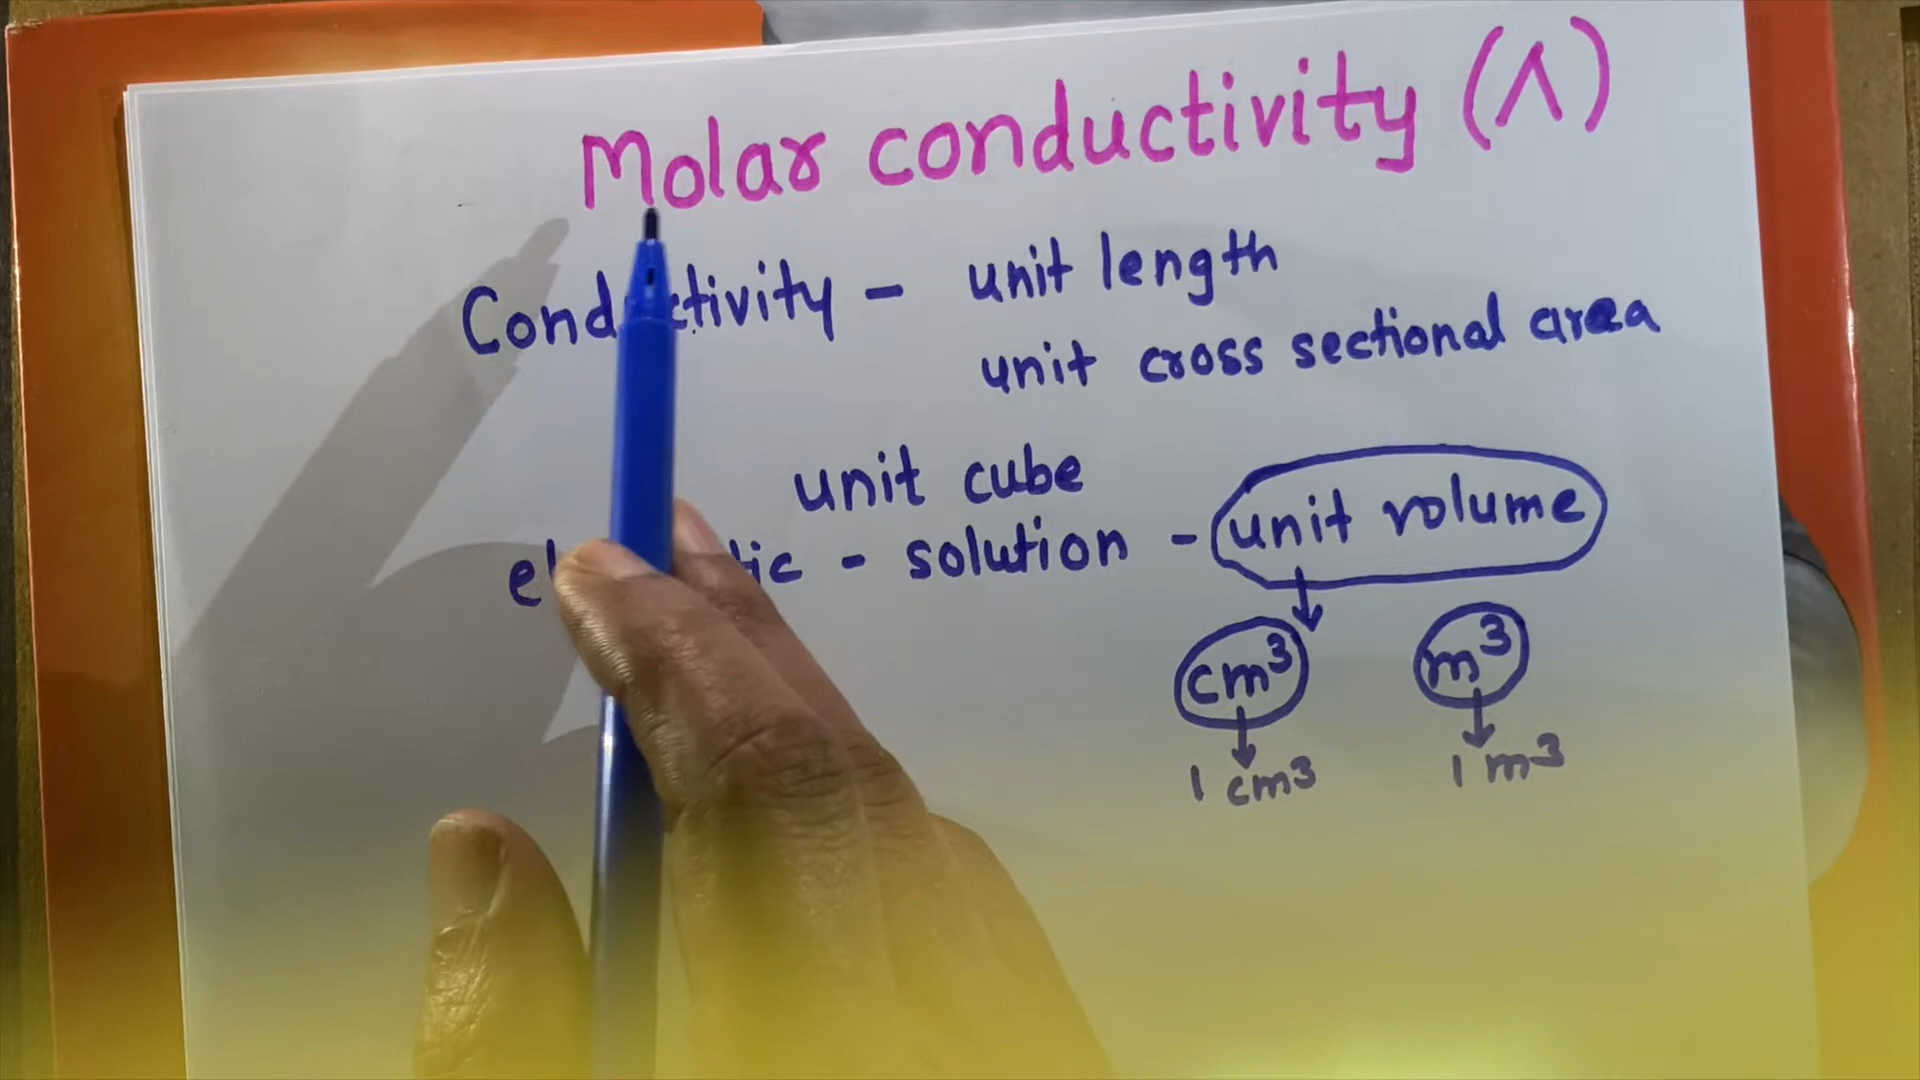 Molar conductivity (Λ)
Conductivity - unit length
unit cross sectional area
unit cube
- solution - unit volume
cm³ m³
1 cm³ 1 m³